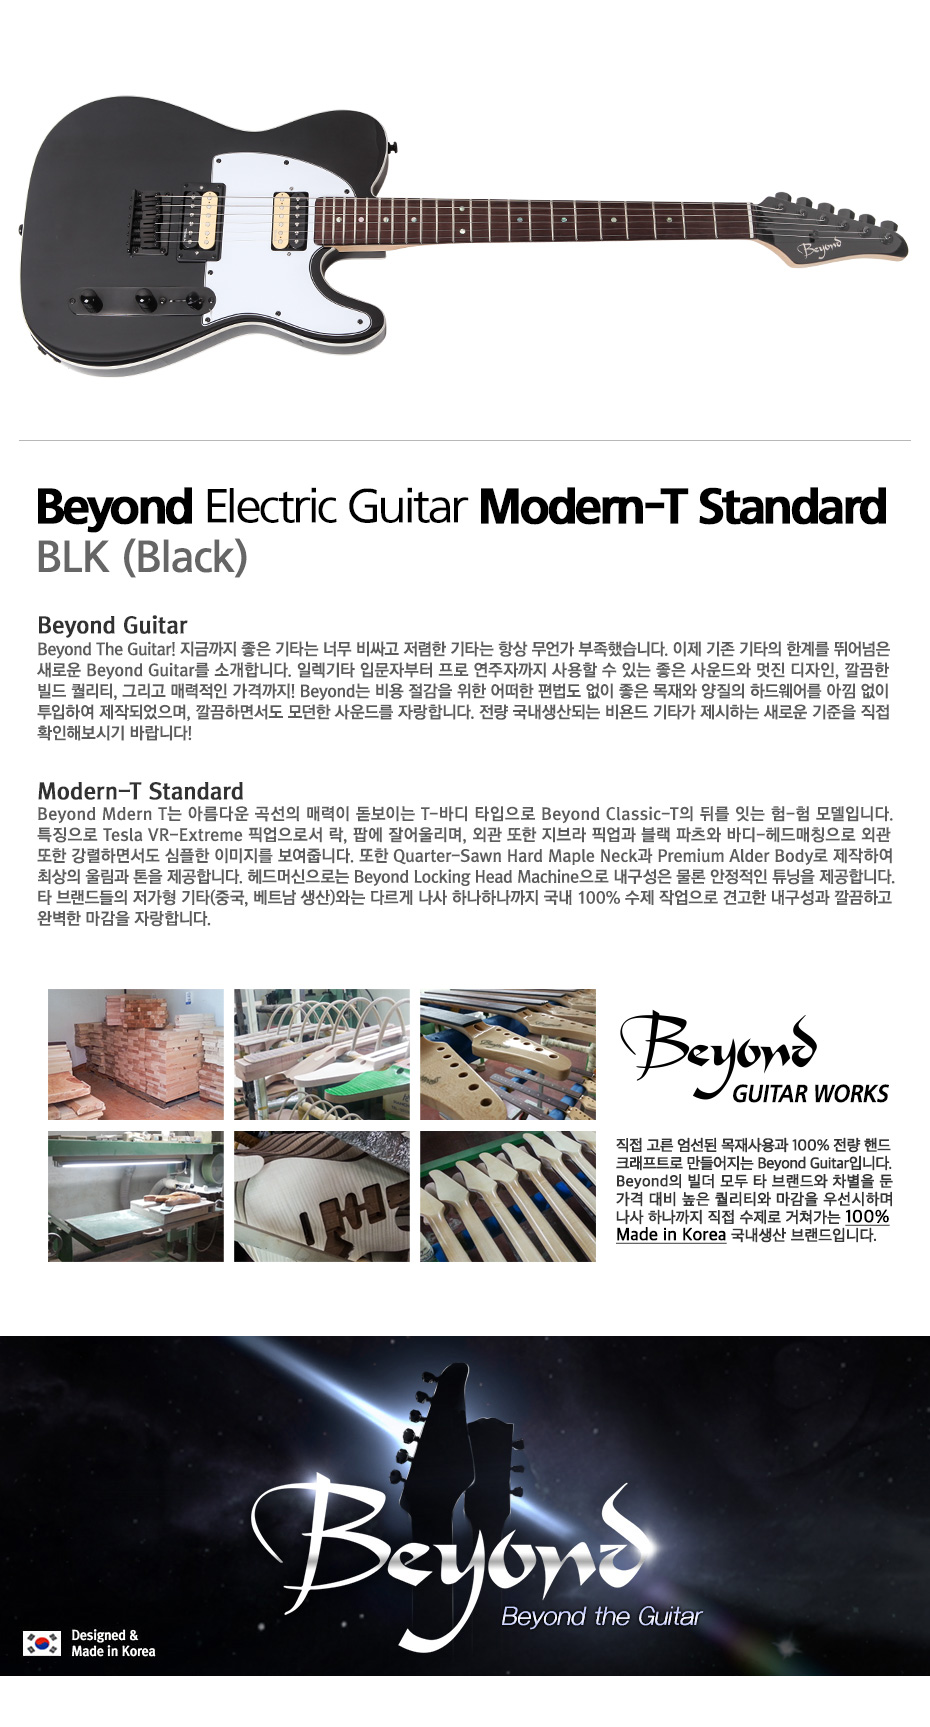 Beyond
Beyond Electric Guitar Modern-T Standard
BLK (Black)
Beyond Guitar
Beyond The Guitar! 지금까지 좋은 기타는 너무 비싸고 저렴한 기타는 항상 무언가 부족했습니다. 이제 기존 기타의 한계를 뛰어넘은
새로운 Beyond Guitar를 소개합니다. 일렉기타 입문자부터 프로 연주자까지 사용할 수 있는 좋은 사운드와 멋진 디자인, 깔끔한
빌드 퀄리티, 그리고 매력적인 가격까지! Beyond는 비용 절감을 위한 어떠한 편법도 없이 좋은 목재와 양질의 하드웨어를 아낌 없이
투입하여 제작되었으며, 깔끔하면서도 모던한 사운드를 자랑합니다. 전량 국내생산되는 비욘드 기타가 제시하는 새로운 기준을 직접
확인해보시기 바랍니다!
Modern-T Standard
Beyond Mdern T는 아름다운 곡선의 매력이 돋보이는 T-바디 타입으로 Beyond Classic-T의 뒤를 잇는 험-험 모델입니다.
특징으로 Tesla VR-Extreme 픽업으로서 락, 팝에 잘어울리며, 외관 또한 지브라 픽업과 블랙 파츠와 바디-헤드매칭으로 외관
또한 강렬하면서도 심플한 이미지를 보여줍니다. 또한 Quarter-Sawn Hard Maple Neck과 Premium Alder Body로 제작하여
최상의 울림과 톤을 제공합니다. 헤드머신으로는 Beyond Locking Head Machine으로 내구성은 물론 안정적인 튜닝을 제공합니다.
타 브랜드들의 저가형 기타(중국, 베트남 생산)와는 다르게 나사 하나하나까지 국내 100% 수제 작업으로 견고한 내구성과 깔끔하고
완벽한 마감을 자랑합니다.
Beyond
GUITAR WORKS
직접 고른 엄선된 목재사용과 100% 전량 핸드
크래프트로 만들어지는 Beyond Guitar입니다.
Beyond의 빌더 모두 타 브랜드와 차별을 둔
가격 대비 높은 퀄리티와 마감을 우선시하며
나사 하나까지 직접 수제로 거쳐가는 100%
Made in Korea 국내생산 브랜드입니다.
Beyond
Beyond the Guitar
Designed &
Made in Korea